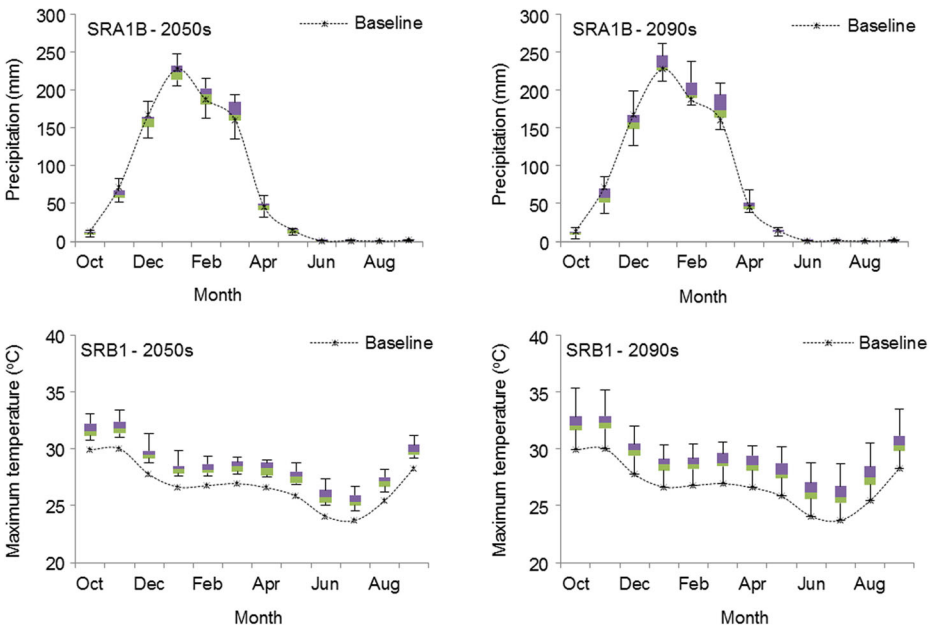 SRA1B - 2050s
Baseline
Precipitation (mm)
300
250
200
150
100
50
0
Oct Dec Feb Apr Jun Aug
Month
SRA1B - 2090s
Baseline
Precipitation (mm)
300
250
200
150
100
50
0
Oct Dec Feb Apr Jun Aug
Month
SRB1 - 2050s
Baseline
Maximum temperature (ºC)
40
35
30
25
20
Oct Dec Feb Apr Jun Aug
Month
SRB1 - 2090s
Baseline
Maximum temperature (ºC)
40
35
30
25
20
Oct Dec Feb Apr Jun Aug
Month